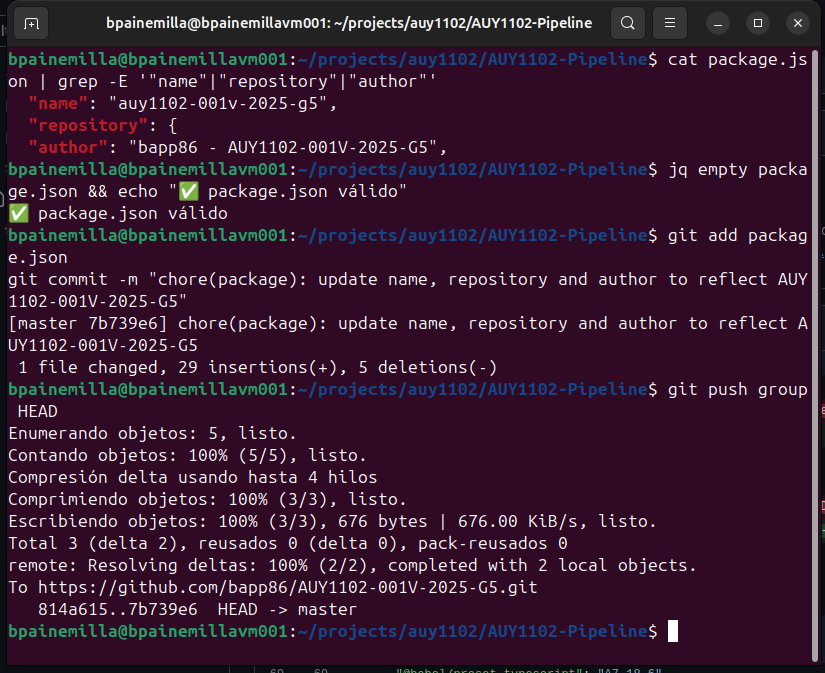 bpainemilla@bpainemillavm001: ~/projects/auy1102/AUY1102-Pipeline
bpainemilla@bpainemillavm001:~/projects/auy1102/AUY1102-Pipeline$ cat package.js
on | grep -E '"name"|"repository"|"author"'
"name": "auy1102-001v-2025-g5",
"repository": {
"author": "bapp86 - AUY1102-001V-2025-G5",
bpainemilla@bpainemillavm001:~/projects/auy1102/AUY1102-Pipeline$ jq empty packa
ge.json && echo "✅ package.json válido"
✅ package.json válido
bpainemilla@bpainemillavm001:~/projects/auy1102/AUY1102-Pipeline$ git add packag
e.json
git commit -m "chore(package): update name, repository and author to reflect AUY
1102-001V-2025-G5"
[master 7b739e6] chore(package): update name, repository and author to reflect A
UY1102-001V-2025-G5
1 file changed, 29 insertions(+), 5 deletions(-)
bpainemilla@bpainemillavm001:~/projects/auy1102/AUY1102-Pipeline$ git push group
HEAD
Enumerando objetos: 5, listo.
Contando objetos: 100% (5/5), listo.
Compresión delta usando hasta 4 hilos
Comprimiendo objetos: 100% (3/3), listo.
Escribiendo objetos: 100% (3/3), 676 bytes | 676.00 KiB/s, listo.
Total 3 (delta 2), reusados 0 (delta 0), pack-reusados 0
remote: Resolving deltas: 100% (2/2), completed with 2 local objects.
To https://github.com/bapp86/AUY1102-001V-2025-G5.git
814a615..7b739e6  HEAD -> master
bpainemilla@bpainemillavm001:~/projects/auy1102/AUY1102-Pipeline$